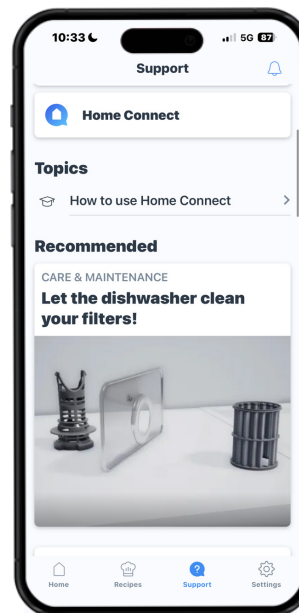 10:33
5G 87
Support
Home Connect
Topics
How to use Home Connect
Recommended
CARE & MAINTENANCE
Let the dishwasher clean
your filters!
Home Recipes Support Settings